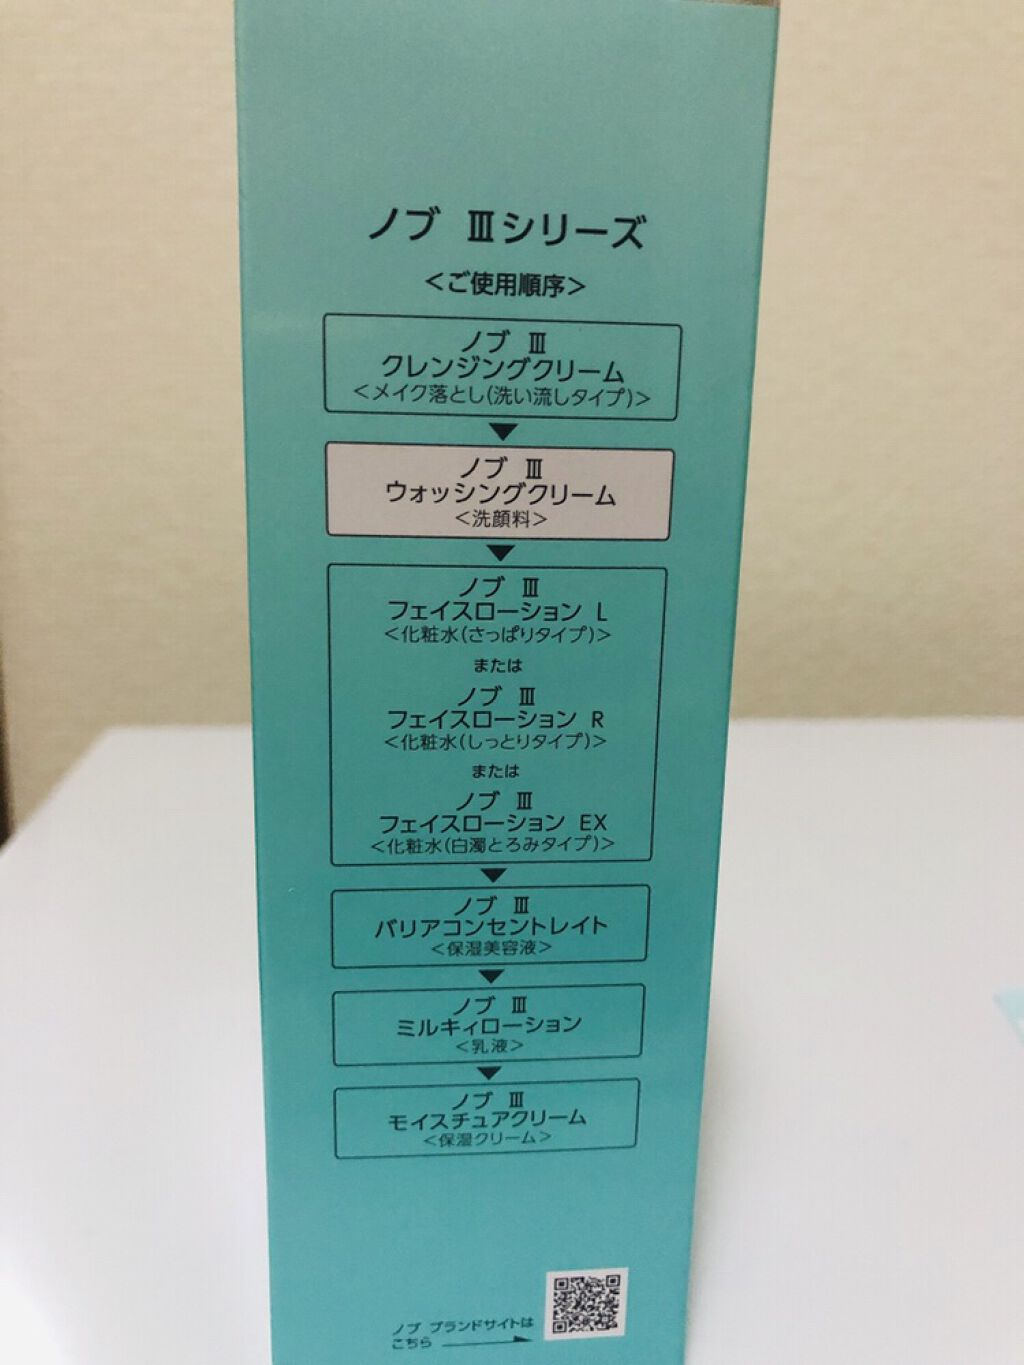 ノブ Ⅲシリーズ
＜ご使用順序＞
ノブ Ⅲ
クレンジングクリーム
＜メイク落とし(洗い流しタイプ)＞
ノブ Ⅲ
ウォッシングクリーム
＜洗顔料＞
ノブ Ⅲ
フェイスローション L
＜化粧水(さっぱりタイプ)＞
または
ノブ Ⅲ
フェイスローション R
＜化粧水(しっとりタイプ)＞
または
ノブ Ⅲ
フェイスローション EX
＜化粧水(白濁とろみタイプ)＞
ノブ Ⅲ
バリアコンセントレイト
＜保湿美容液＞
ノブ Ⅲ
ミルキィローション
＜乳液＞
ノブ Ⅲ
モイスチュアクリーム
＜保湿クリーム＞
ノブ ブランドサイトは
こちら